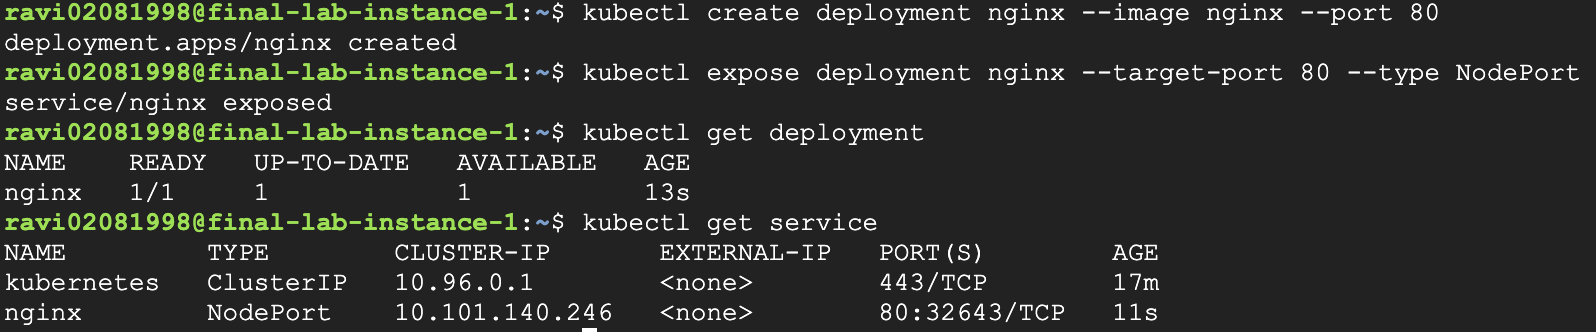 ravi02081998@final-lab-instance-1:~$ kubectl create deployment nginx --image nginx --port 80
deployment.apps/nginx created
ravi02081998@final-lab-instance-1:~$ kubectl expose deployment nginx --target-port 80 --type NodePort
service/nginx exposed
ravi02081998@final-lab-instance-1:~$ kubectl get deployment
NAME    READY   UP-TO-DATE   AVAILABLE   AGE
nginx   1/1     1            1           13s
ravi02081998@final-lab-instance-1:~$ kubectl get service
NAME         TYPE        CLUSTER-IP       EXTERNAL-IP   PORT(S)        AGE
kubernetes   ClusterIP   10.96.0.1        <none>        443/TCP        17m
nginx        NodePort    10.101.140.246   <none>        80:32643/TCP   11s